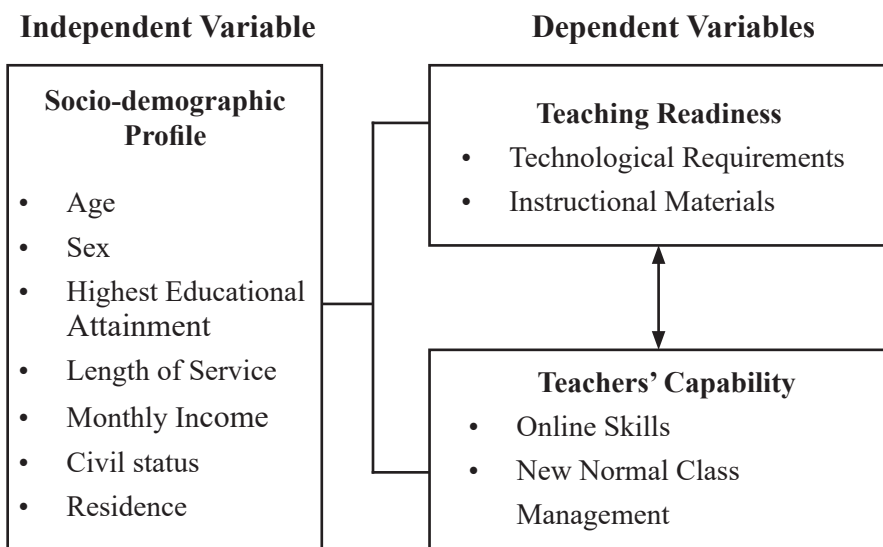 Independent Variable
Socio-demographic
Profile
• Age
• Sex
• Highest Educational
Attainment
• Length of Service
• Monthly Income
• Civil status
• Residence
Dependent Variables
Teaching Readiness
• Technological Requirements
• Instructional Materials
Teachers’ Capability
• Online Skills
• New Normal Class
Management